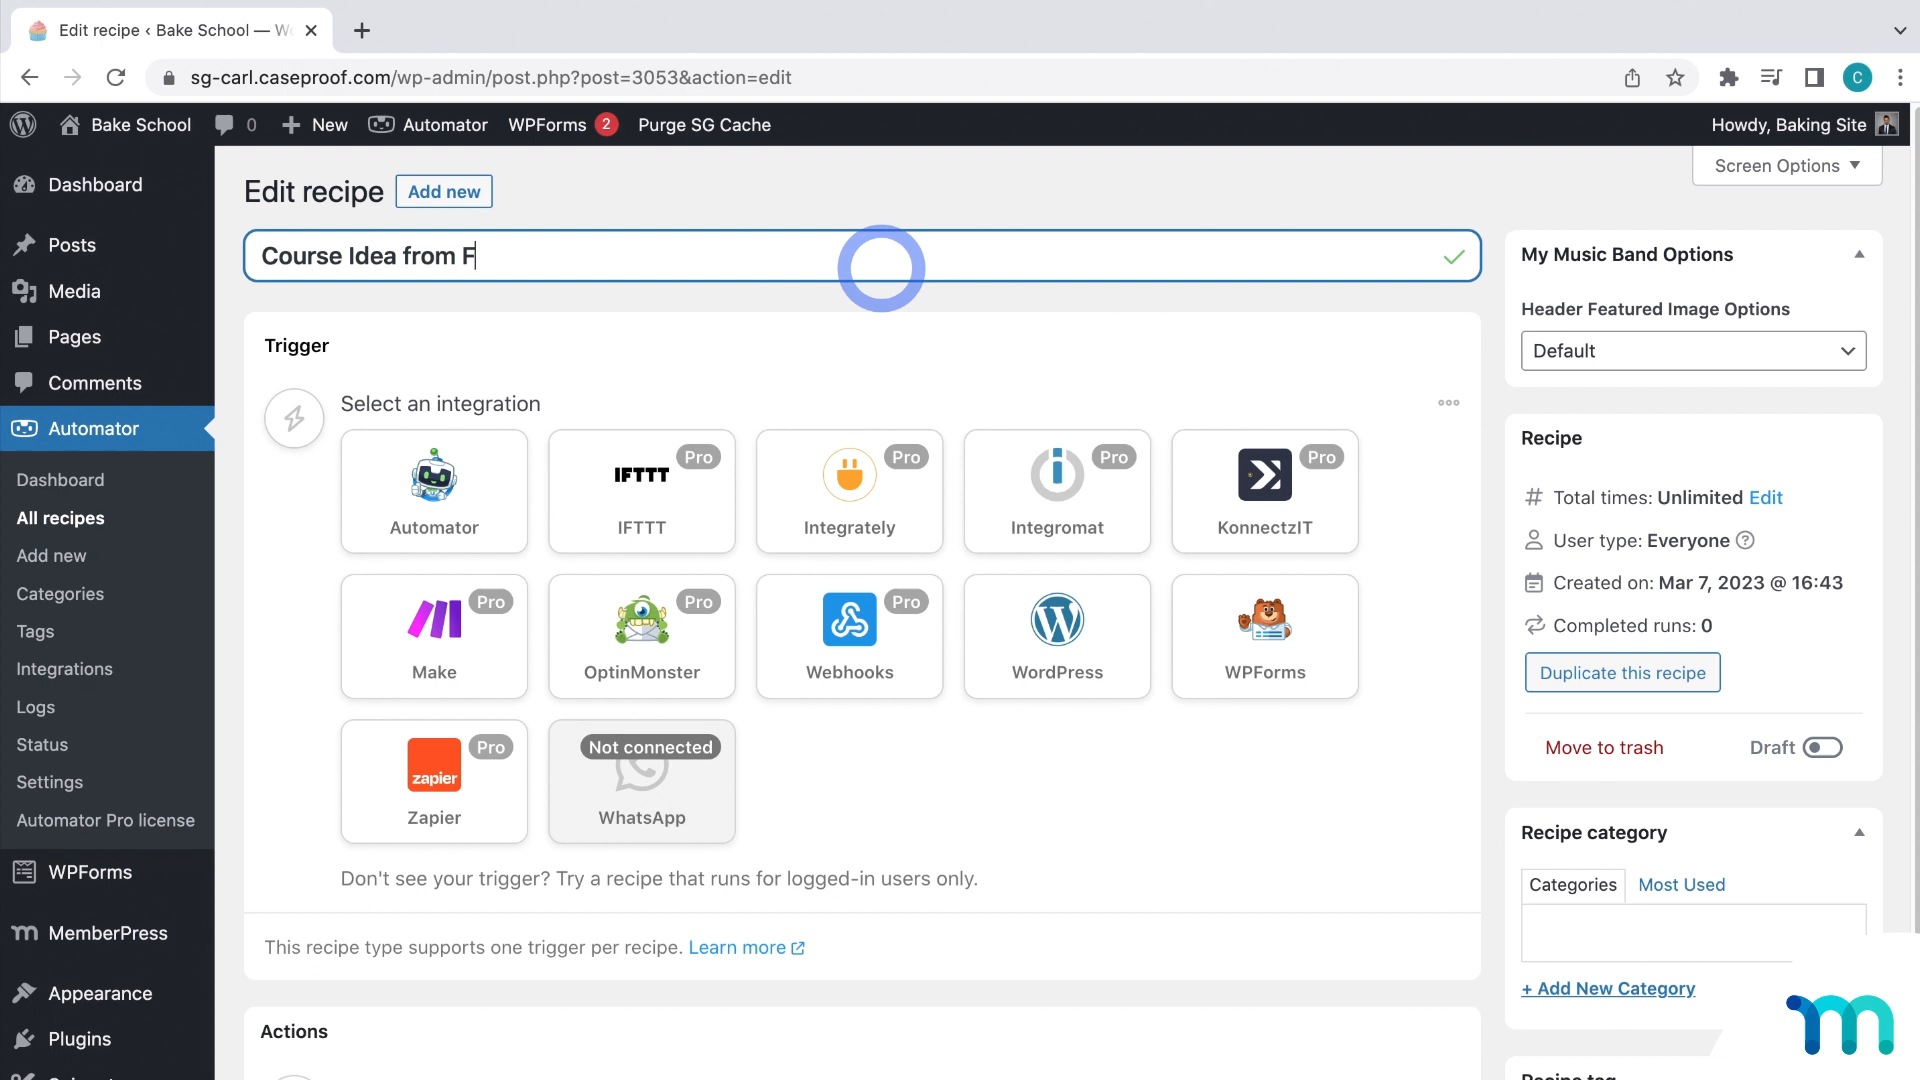 Edit recipe ‹ Bake School — Wo
sg-carl.caseproof.com/wp-admin/post.php?post=3053&action=edit
C
Bake School
0
New
Automator
WPForms 2
Purge SG Cache
Howdy, Baking Site
Screen Options
Dashboard
Posts
Media
Pages
Comments
Automator
Dashboard
All recipes
Add new
Categories
Tags
Integrations
Logs
Status
Settings
Automator Pro license
WPForms
MemberPress
Appearance
Plugins
Edit recipe
Add new
Course Idea from F
Trigger
Select an integration
Automator
Pro
IFTTT
IFTTT
Pro
Integrately
Pro
Integromat
Pro
KonnectzIT
Pro
Make
Pro
OptinMonster
Pro
Webhooks
WordPress
WPForms
Pro
zapier
Zapier
Not connected
WhatsApp
Don't see your trigger? Try a recipe that runs for logged-in users only.
This recipe type supports one trigger per recipe. Learn more
Actions
My Music Band Options
Header Featured Image Options
Default
Recipe
Total times: Unlimited Edit
User type: Everyone
Created on: Mar 7, 2023 @ 16:43
Completed runs: 0
Duplicate this recipe
Move to trash
Draft
Recipe category
Categories
Most Used
+ Add New Category